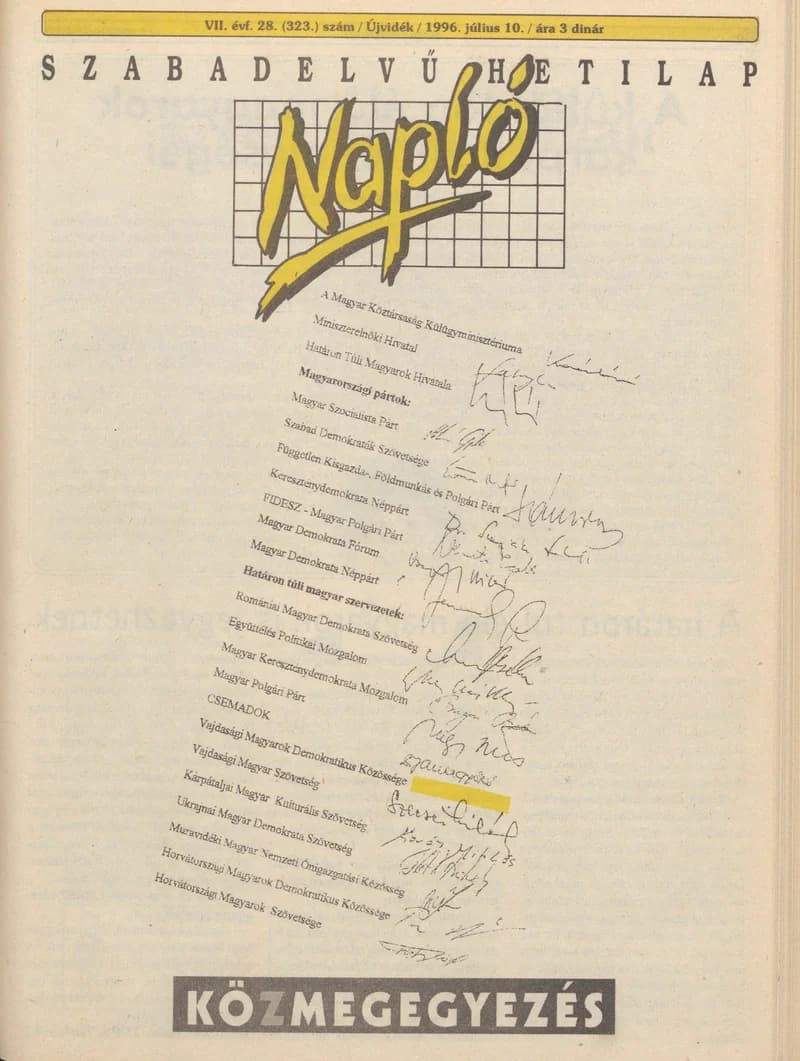 VII. évf. 28. (323.) szám / Újvidék / 1996. július 10. / ára 3 dinár
SZABADELVŰ HETILAP
Napló
A Magyar Köztársaság Külügyminisztériuma
Miniszterelnöki Hivatal
Határon Túli Magyarok Hivatala
Magyarországi pártok:
Magyar Szocialista Párt
Szabad Demokraták Szövetsége
Független Kisgazda-, Földmunkás és Polgári Párt
Kereszténydemokrata Néppárt
FIDESZ - Magyar Polgári Párt
Magyar Demokrata Fórum
Magyar Demokrata Néppárt
Határon túli magyar szervezetek:
Romániai Magyar Demokrata Szövetség
Együttélés Politikai Mozgalom
Magyar Kereszténydemokrata Mozgalom
Magyar Polgári Párt
CSEMADOK
Vajdasági Magyarok Demokratikus Közössége
Vajdasági Magyar Szövetség
Kárpátaljai Magyar Kulturális Szövetség
Ukrajnai Magyar Demokrata Szövetség
Muravidéki Magyar Nemzeti Önigazgatási Közösség
Horvátországi Magyarok Demokratikus Közössége
Horvátországi Magyarok Szövetsége
KÖZMEGEGYEZÉS